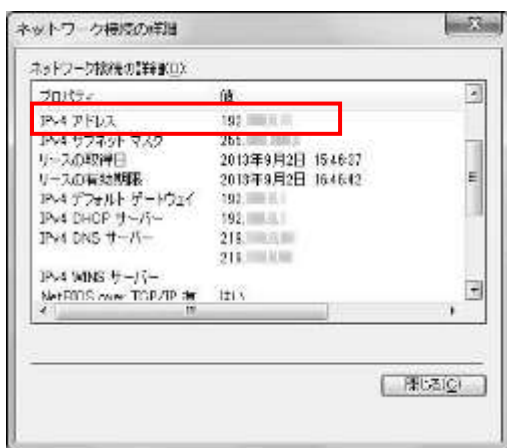 ネットワーク接続の詳細
ネットワーク接続の詳細(D):
プロパティ 値
IPv4 アドレス 192.
IPv4 サブネット マスク 255.
リースの取得日 2013年9月2日 15:46:37
リースの有効期限 2013年9月2日 16:46:42
IPv4 デフォルト ゲートウェイ 192.
IPv4 DHCP サーバー 192.
IPv4 DNS サーバー 219.
219.
IPv4 WINS サーバー
NetBIOS over TCP/IP 有 はい
閉じる(C)